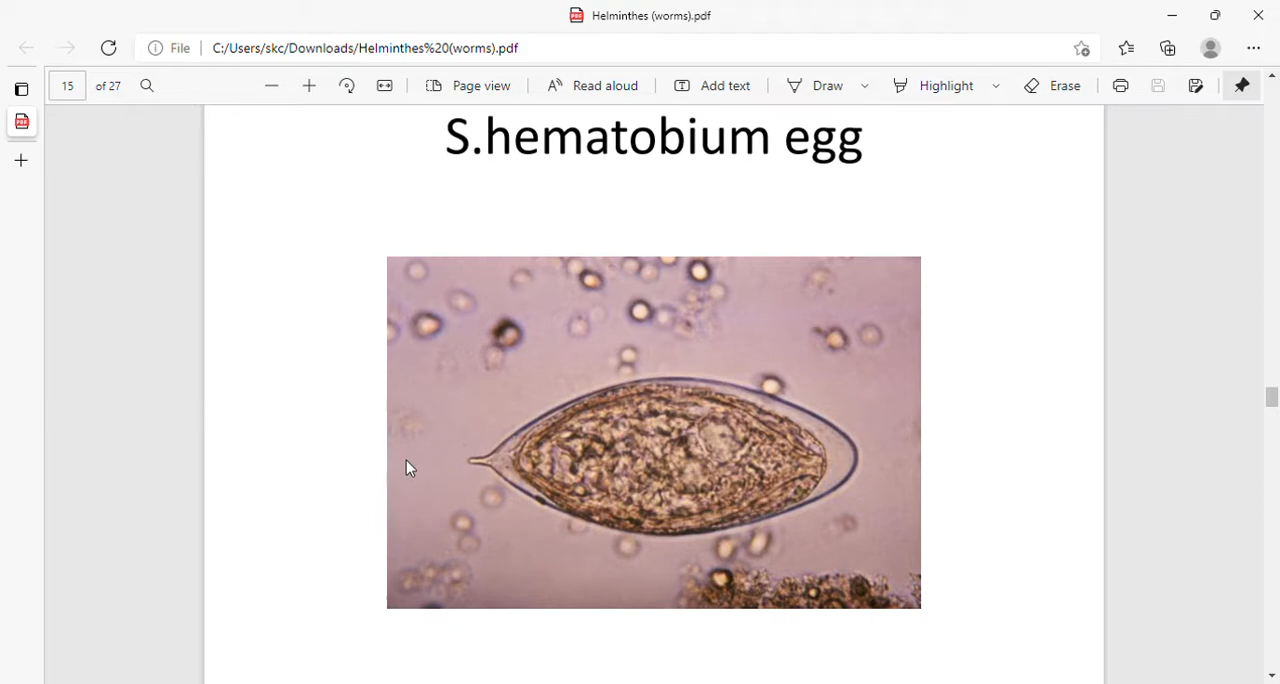 Helminthes (worms).pdf
File C:/Users/skc/Downloads/Helminthes%20(worms).pdf
15 of 27 Page view Read aloud Add text Draw Highlight Erase
S.hematobium egg